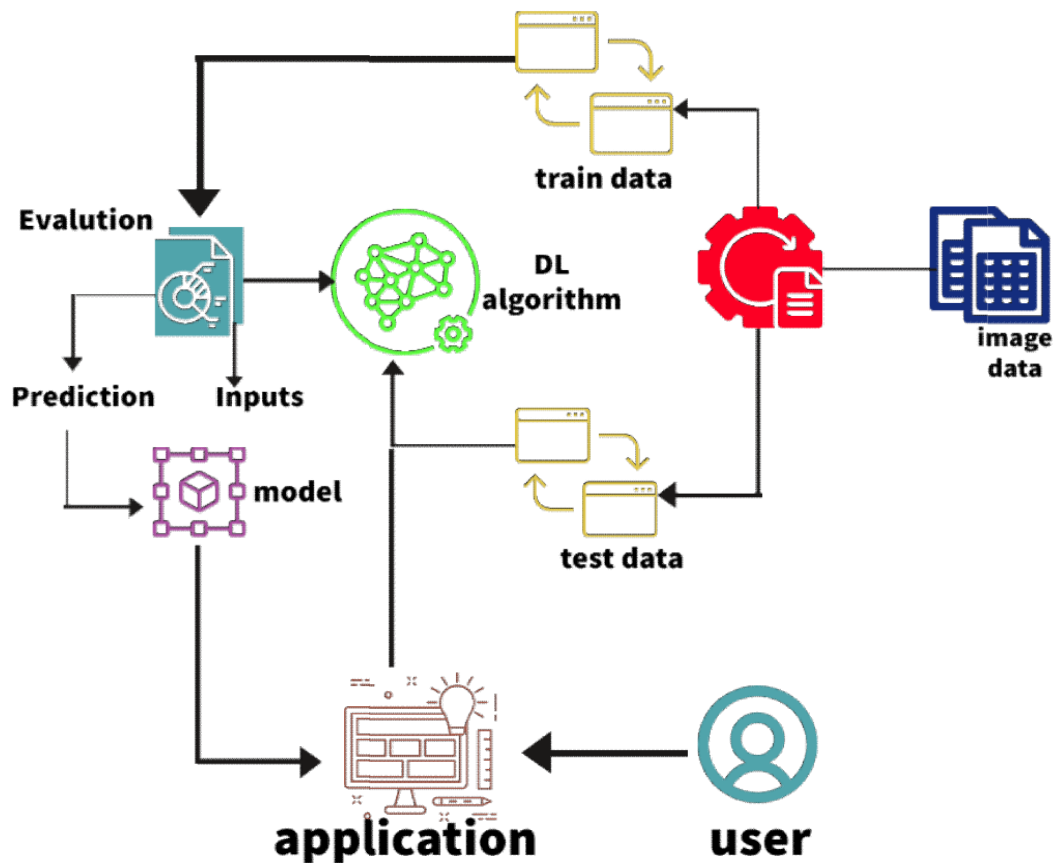 train data
Evalution
DL
algorithm
image
data
Prediction
Inputs
model
test data
application
user